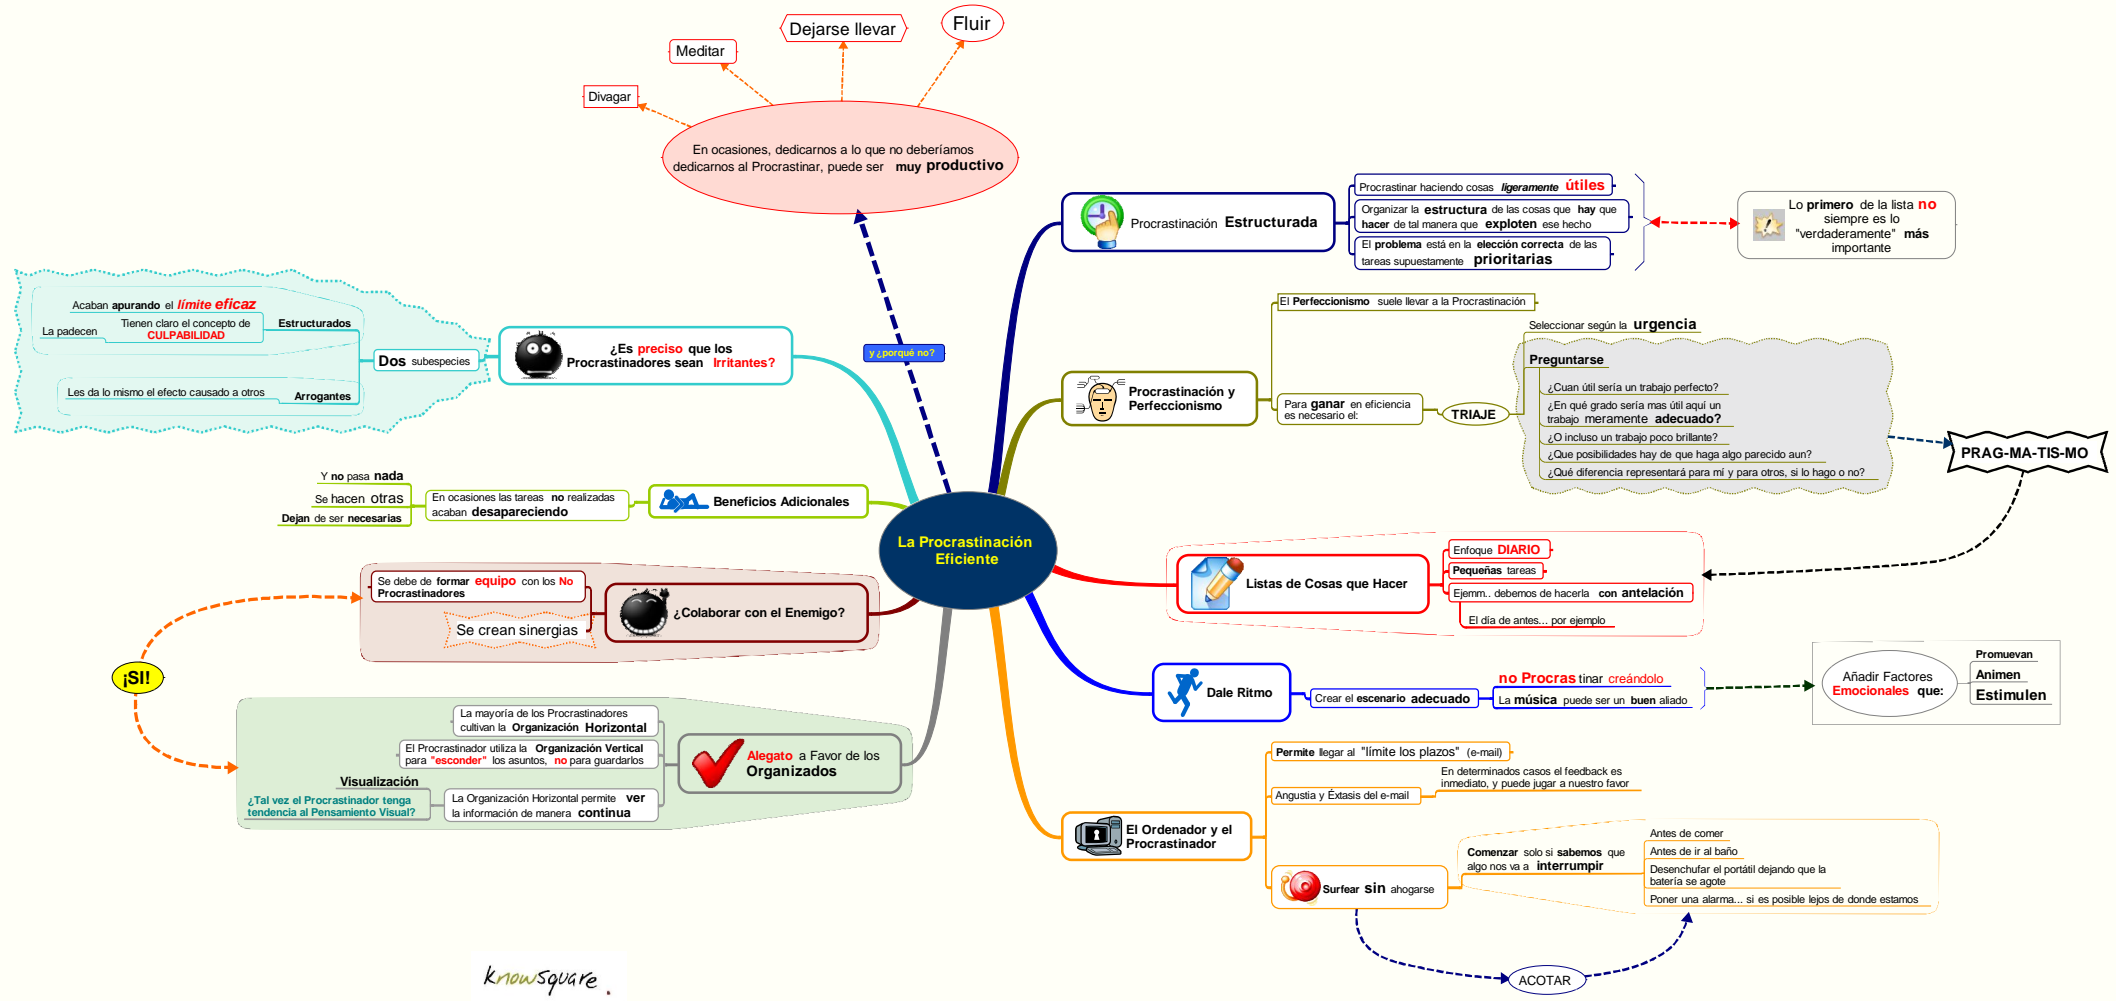 Fluir
Dejarse llevar
Meditar
Divagar
En ocasiones, dedicarnos a lo que no deberíamos
dedicarnos al Procrastinar, puede ser muy productivo
y ¿porqué no?
La Procrastinación
Eficiente
Procrastinación Estructurada
Procrastinar haciendo cosas ligeramente útiles
Organizar la estructura de las cosas que hay que
hacer de tal manera que exploten ese hecho
El problema está en la elección correcta de las
tareas supuestamente prioritarias
Lo primero de la lista no
siempre es lo
"verdaderamente" más
importante
Procrastinación y
Perfeccionismo
El Perfeccionismo suele llevar a la Procrastinación
Para ganar en eficiencia
es necesario el:
TRIAJE
Seleccionar según la urgencia
Preguntarse
¿Cuan útil sería un trabajo perfecto?
¿En qué grado sería mas útil aquí un
trabajo meramente adecuado?
¿O incluso un trabajo poco brillante?
¿Que posibilidades hay de que haga algo parecido aun?
¿Qué diferencia representará para mí y para otros, si lo hago o no?
PRAG-MA-TIS-MO
Listas de Cosas que Hacer
Enfoque DIARIO
Pequeñas tareas
Ejemm.. debemos de hacerla con antelación
El día de antes... por ejemplo
Dale Ritmo
Crear el escenario adecuado
no Procras tinar creándolo
La música puede ser un buen aliado
Añadir Factores
Emocionales que:
Promuevan
Animen
Estimulen
El Ordenador y el
Procrastinador
Permite llegar al "límite los plazos" (e-mail)
Angustia y Éxtasis del e-mail
En determinados casos el feedback es
inmediato, y puede jugar a nuestro favor
Surfear sin ahogarse
Comenzar solo si sabemos que
algo nos va a interrumpir
Antes de comer
Antes de ir al baño
Desenchufar el portátil dejando que la
batería se agote
Poner una alarma... si es posible lejos de donde estamos
ACOTAR
¿Es preciso que los
Procrastinadores sean Irritantes?
Dos subespecies
Estructurados
Acaban apurando el límite eficaz
Tienen claro el concepto de
CULPABILIDAD
La padecen
Arrogantes
Les da lo mismo el efecto causado a otros
Beneficios Adicionales
En ocasiones las tareas no realizadas
acaban desapareciendo
Y no pasa nada
Se hacen otras
Dejan de ser necesarias
¿Colaborar con el Enemigo?
Se debe de formar equipo con los No
Procrastinadores
Se crean sinergias
¡SI!
Alegato a Favor de los
Organizados
La mayoría de los Procrastinadores
cultivan la Organización Horizontal
El Procrastinador utiliza la Organización Vertical
para "esconder" los asuntos, no para guardarlos
La Organización Horizontal permite ver
la información de manera continua
Visualización
¿Tal vez el Procrastinador tenga
tendencia al Pensamiento Visual?
knowsquare.